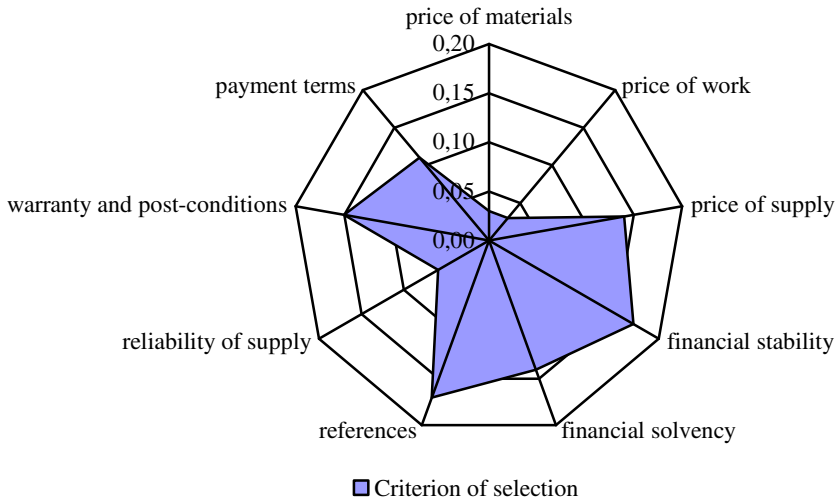 price of materials
0,20
payment terms
price of work
0,15
0,10
0,05
warranty and post-conditions
price of supply
0,00
reliability of supply
financial stability
references
financial solvency
Criterion of selection